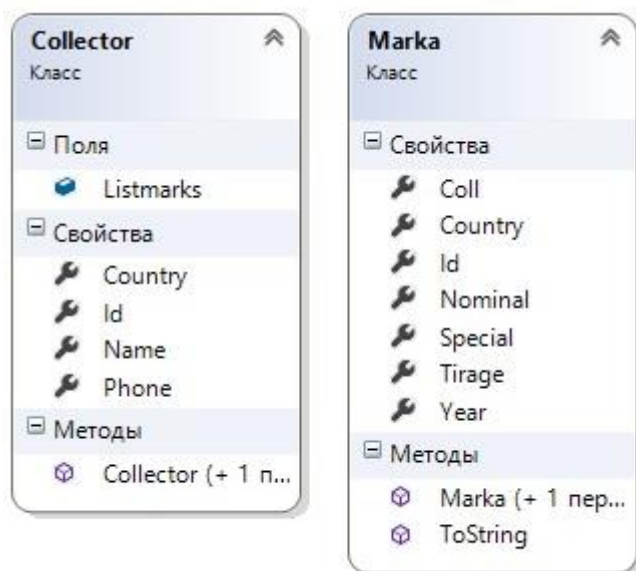 Collector
Класс
Поля
Listmarks
Свойства
Country
Id
Name
Phone
Методы
Collector (+ 1 п...
Marka
Класс
Свойства
Coll
Country
Id
Nominal
Special
Tirage
Year
Методы
Marka (+ 1 пер...
ToString